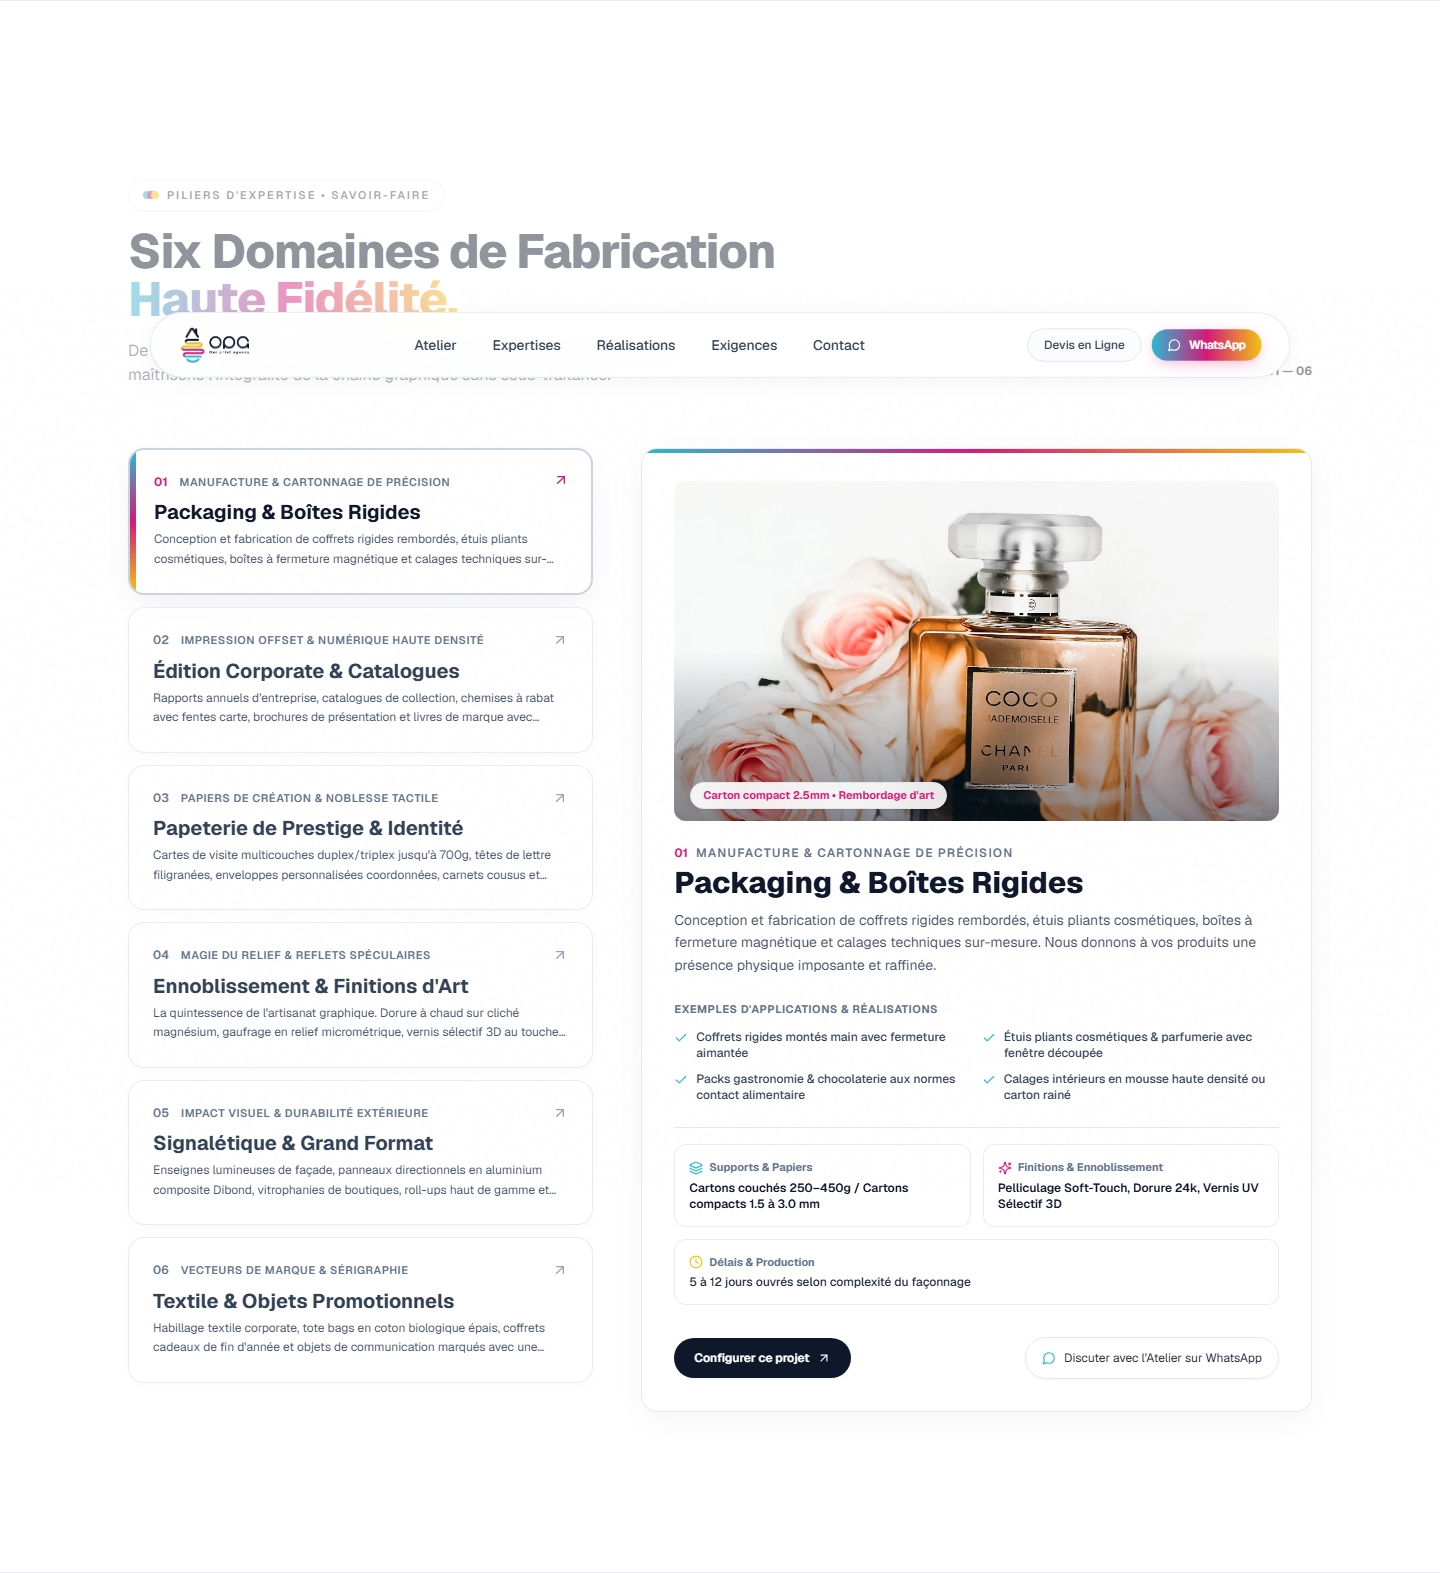 PILIERS D'EXPERTISE • SAVOIR-FAIRE
Six Domaines de Fabrication
Haute Fidélité.
opa
Our print agency
Atelier
Expertises
Réalisations
Exigences
Contact
Devis en Ligne
WhatsApp
De
maîtrisons l'intégralité de la chaîne graphique sans sous-traitance.
— 06
01 MANUFACTURE & CARTONNAGE DE PRÉCISION
Packaging & Boîtes Rigides
Conception et fabrication de coffrets rigides rembordés, étuis pliants
cosmétiques, boîtes à fermeture magnétique et calages techniques sur-…
02 IMPRESSION OFFSET & NUMÉRIQUE HAUTE DENSITÉ
Édition Corporate & Catalogues
Rapports annuels d'entreprise, catalogues de collection, chemises à rabat
avec fentes carte, brochures de présentation et livres de marque avec…
03 PAPIERS DE CRÉATION & NOBLESSE TACTILE
Papeterie de Prestige & Identité
Cartes de visite multicouches duplex/triplex jusqu'à 700g, têtes de lettre
filigranées, enveloppes personnalisées coordonnées, carnets cousus et…
04 MAGIE DU RELIEF & REFLETS SPÉCULAIRES
Ennoblissement & Finitions d'Art
La quintessence de l'artisanat graphique. Dorure à chaud sur cliché
magnésium, gaufrage en relief micrométrique, vernis sélectif 3D au touche…
05 IMPACT VISUEL & DURABILITÉ EXTÉRIEURE
Signalétique & Grand Format
Enseignes lumineuses de façade, panneaux directionnels en aluminium
composite Dibond, vitrophanies de boutiques, roll-ups haut de gamme et…
06 VECTEURS DE MARQUE & SÉRIGRAPHIE
Textile & Objets Promotionnels
Habillage textile corporate, tote bags en coton biologique épais, coffrets
cadeaux de fin d'année et objets de communication marqués avec une…
COCO
MADEMOISELLE
CHANEL
PARI
Carton compact 2.5mm • Rembordage d'art
01 MANUFACTURE & CARTONNAGE DE PRÉCISION
Packaging & Boîtes Rigides
Conception et fabrication de coffrets rigides rembordés, étuis pliants cosmétiques, boîtes à
fermeture magnétique et calages techniques sur-mesure. Nous donnons à vos produits une
présence physique imposante et raffinée.
EXEMPLES D'APPLICATIONS & RÉALISATIONS
Coffrets rigides montés main avec fermeture
aimantée
Étuis pliants cosmétiques & parfumerie avec
fenêtre découpée
Packs gastronomie & chocolaterie aux normes
contact alimentaire
Calages intérieurs en mousse haute densité ou
carton rainé
Supports & Papiers
Cartons couchés 250–450g / Cartons
compacts 1.5 à 3.0 mm
Finitions & Ennoblissement
Pelliculage Soft-Touch, Dorure 24k, Vernis UV
Sélectif 3D
Délais & Production
5 à 12 jours ouvrés selon complexité du façonnage
Configurer ce projet
Discuter avec l'Atelier sur WhatsApp